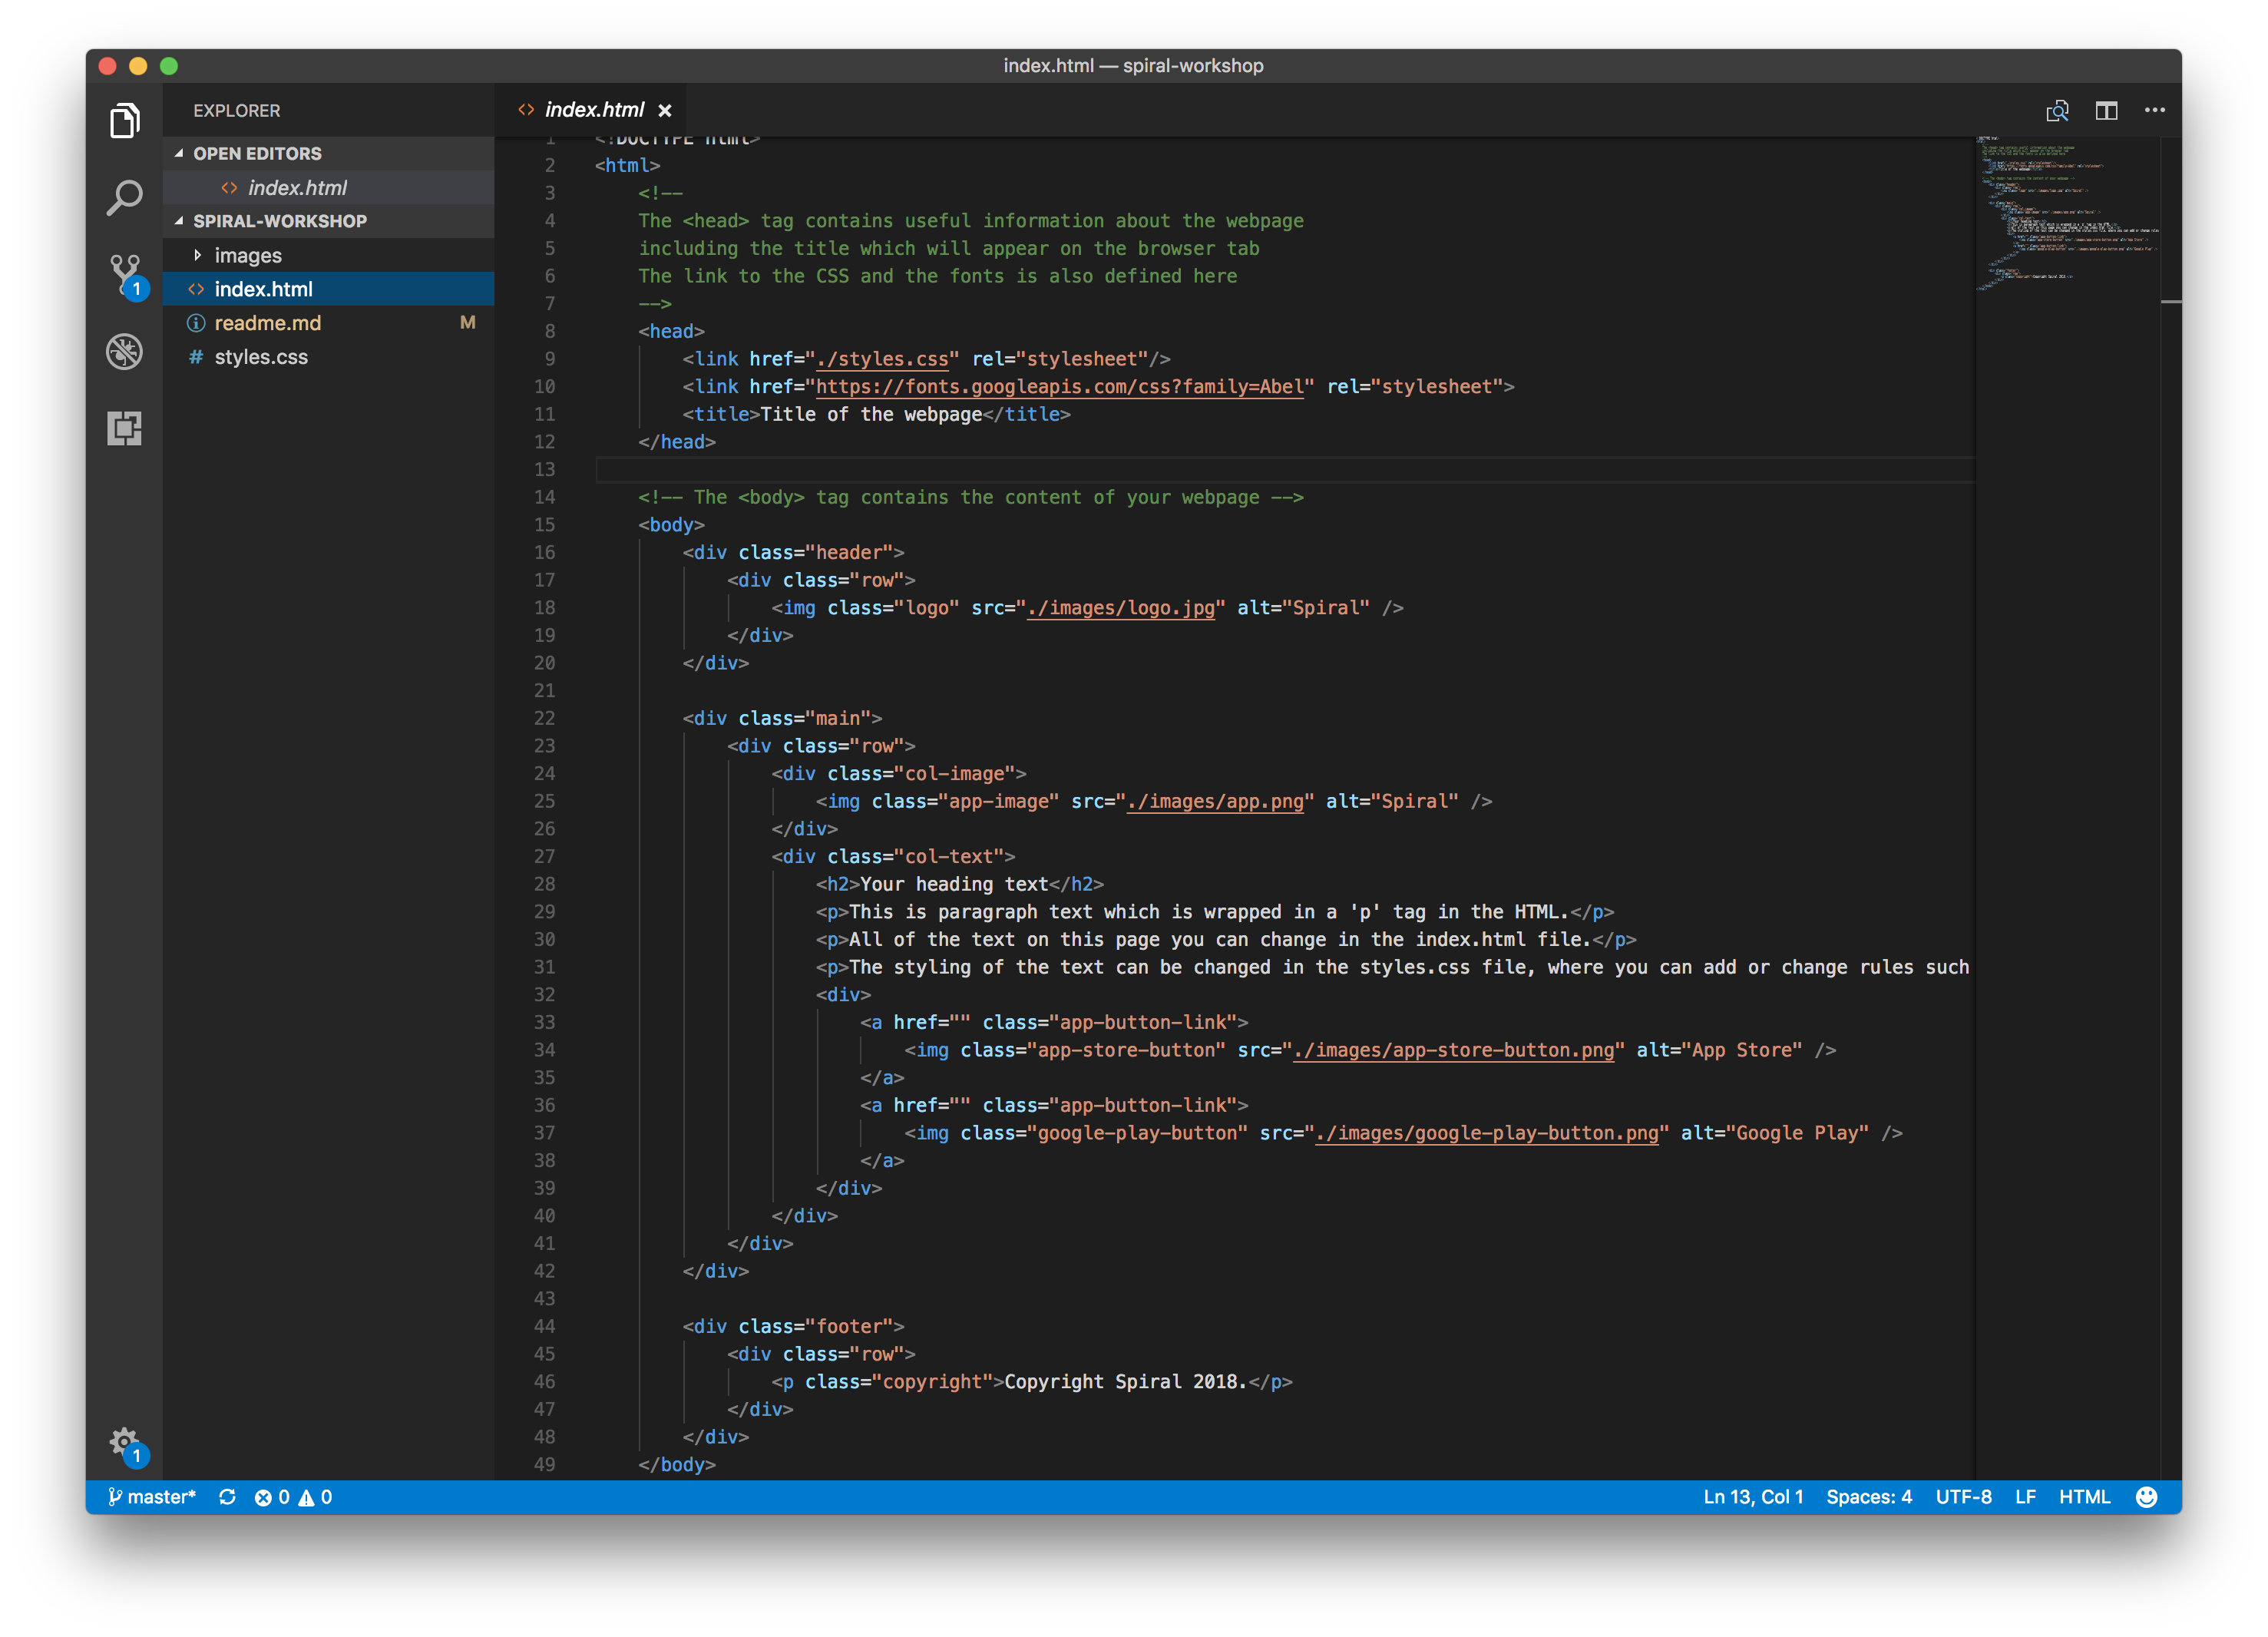 index.html — spiral-workshop
EXPLORER
OPEN EDITORS
index.html
SPIRAL-WORKSHOP
images
index.html
readme.md M
styles.css
1
1
index.html
1 <!DOCTYPE html>
2 <html>
3 <!--
4 The <head> tag contains useful information about the webpage
5 including the title which will appear on the browser tab
6 The link to the CSS and the fonts is also defined here
7 -->
8 <head>
9 <link href="./styles.css" rel="stylesheet"/>
10 <link href="https://fonts.googleapis.com/css?family=Abel" rel="stylesheet">
11 <title>Title of the webpage</title>
12 </head>
13
14 <!-- The <body> tag contains the content of your webpage -->
15 <body>
16 <div class="header">
17 <div class="row">
18 <img class="logo" src="./images/logo.jpg" alt="Spiral" />
19 </div>
20 </div>
21
22 <div class="main">
23 <div class="row">
24 <div class="col-image">
25 <img class="app-image" src="./images/app.png" alt="Spiral" />
26 </div>
27 <div class="col-text">
28 <h2>Your heading text</h2>
29 <p>This is paragraph text which is wrapped in a 'p' tag in the HTML.</p>
30 <p>All of the text on this page you can change in the index.html file.</p>
31 <p>The styling of the text can be changed in the styles.css file, where you can add or change rules such
32 <div>
33 <a href="" class="app-button-link">
34 <img class="app-store-button" src="./images/app-store-button.png" alt="App Store" />
35 </a>
36 <a href="" class="app-button-link">
37 <img class="google-play-button" src="./images/google-play-button.png" alt="Google Play" />
38 </a>
39 </div>
40 </div>
41 </div>
42 </div>
43
44 <div class="footer">
45 <div class="row">
46 <p class="copyright">Copyright Spiral 2018.</p>
47 </div>
48 </div>
49 </body>
master* 0 0 Ln 13, Col 1 Spaces: 4 UTF-8 LF HTML